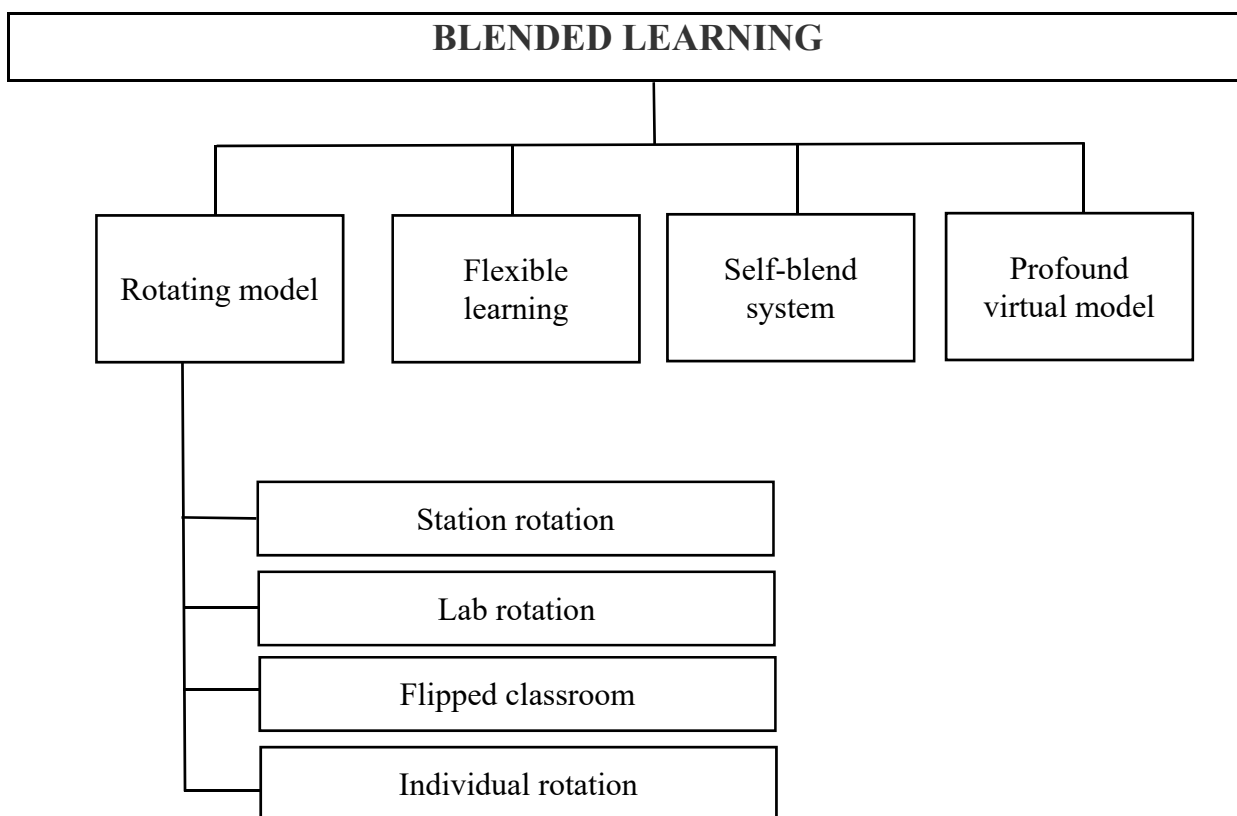 BLENDED LEARNING
Rotating model
Flexible
learning
Self-blend
system
Profound
virtual model
Station rotation
Lab rotation
Flipped classroom
Individual rotation